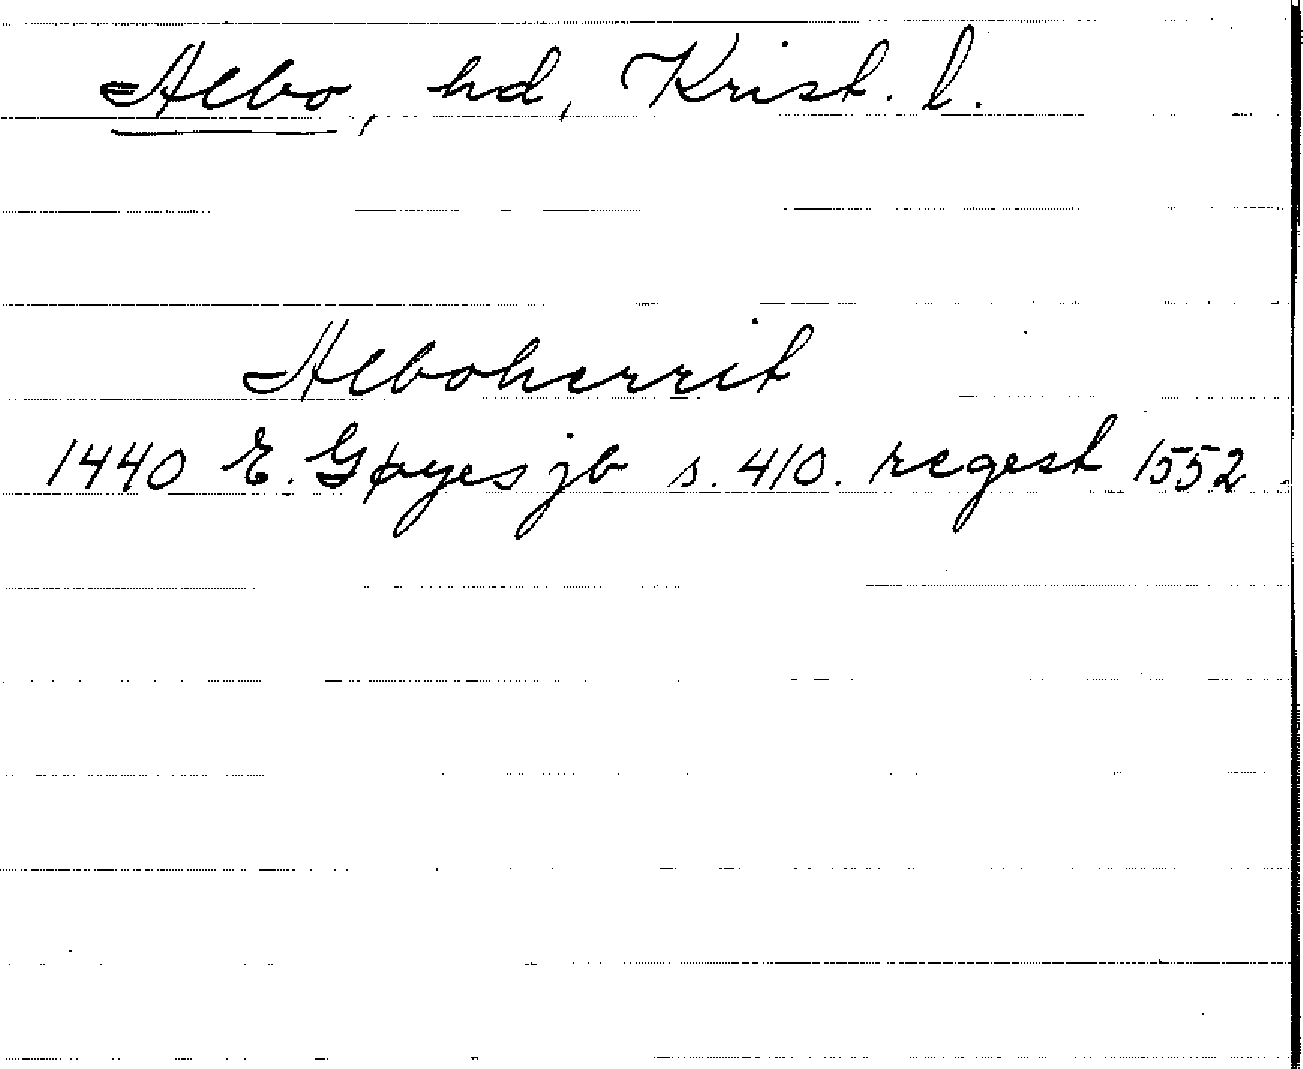 Albo, hd, Krist. l.
Alboherrit
1440 E. Gøyes jb s. 410. regest 1552